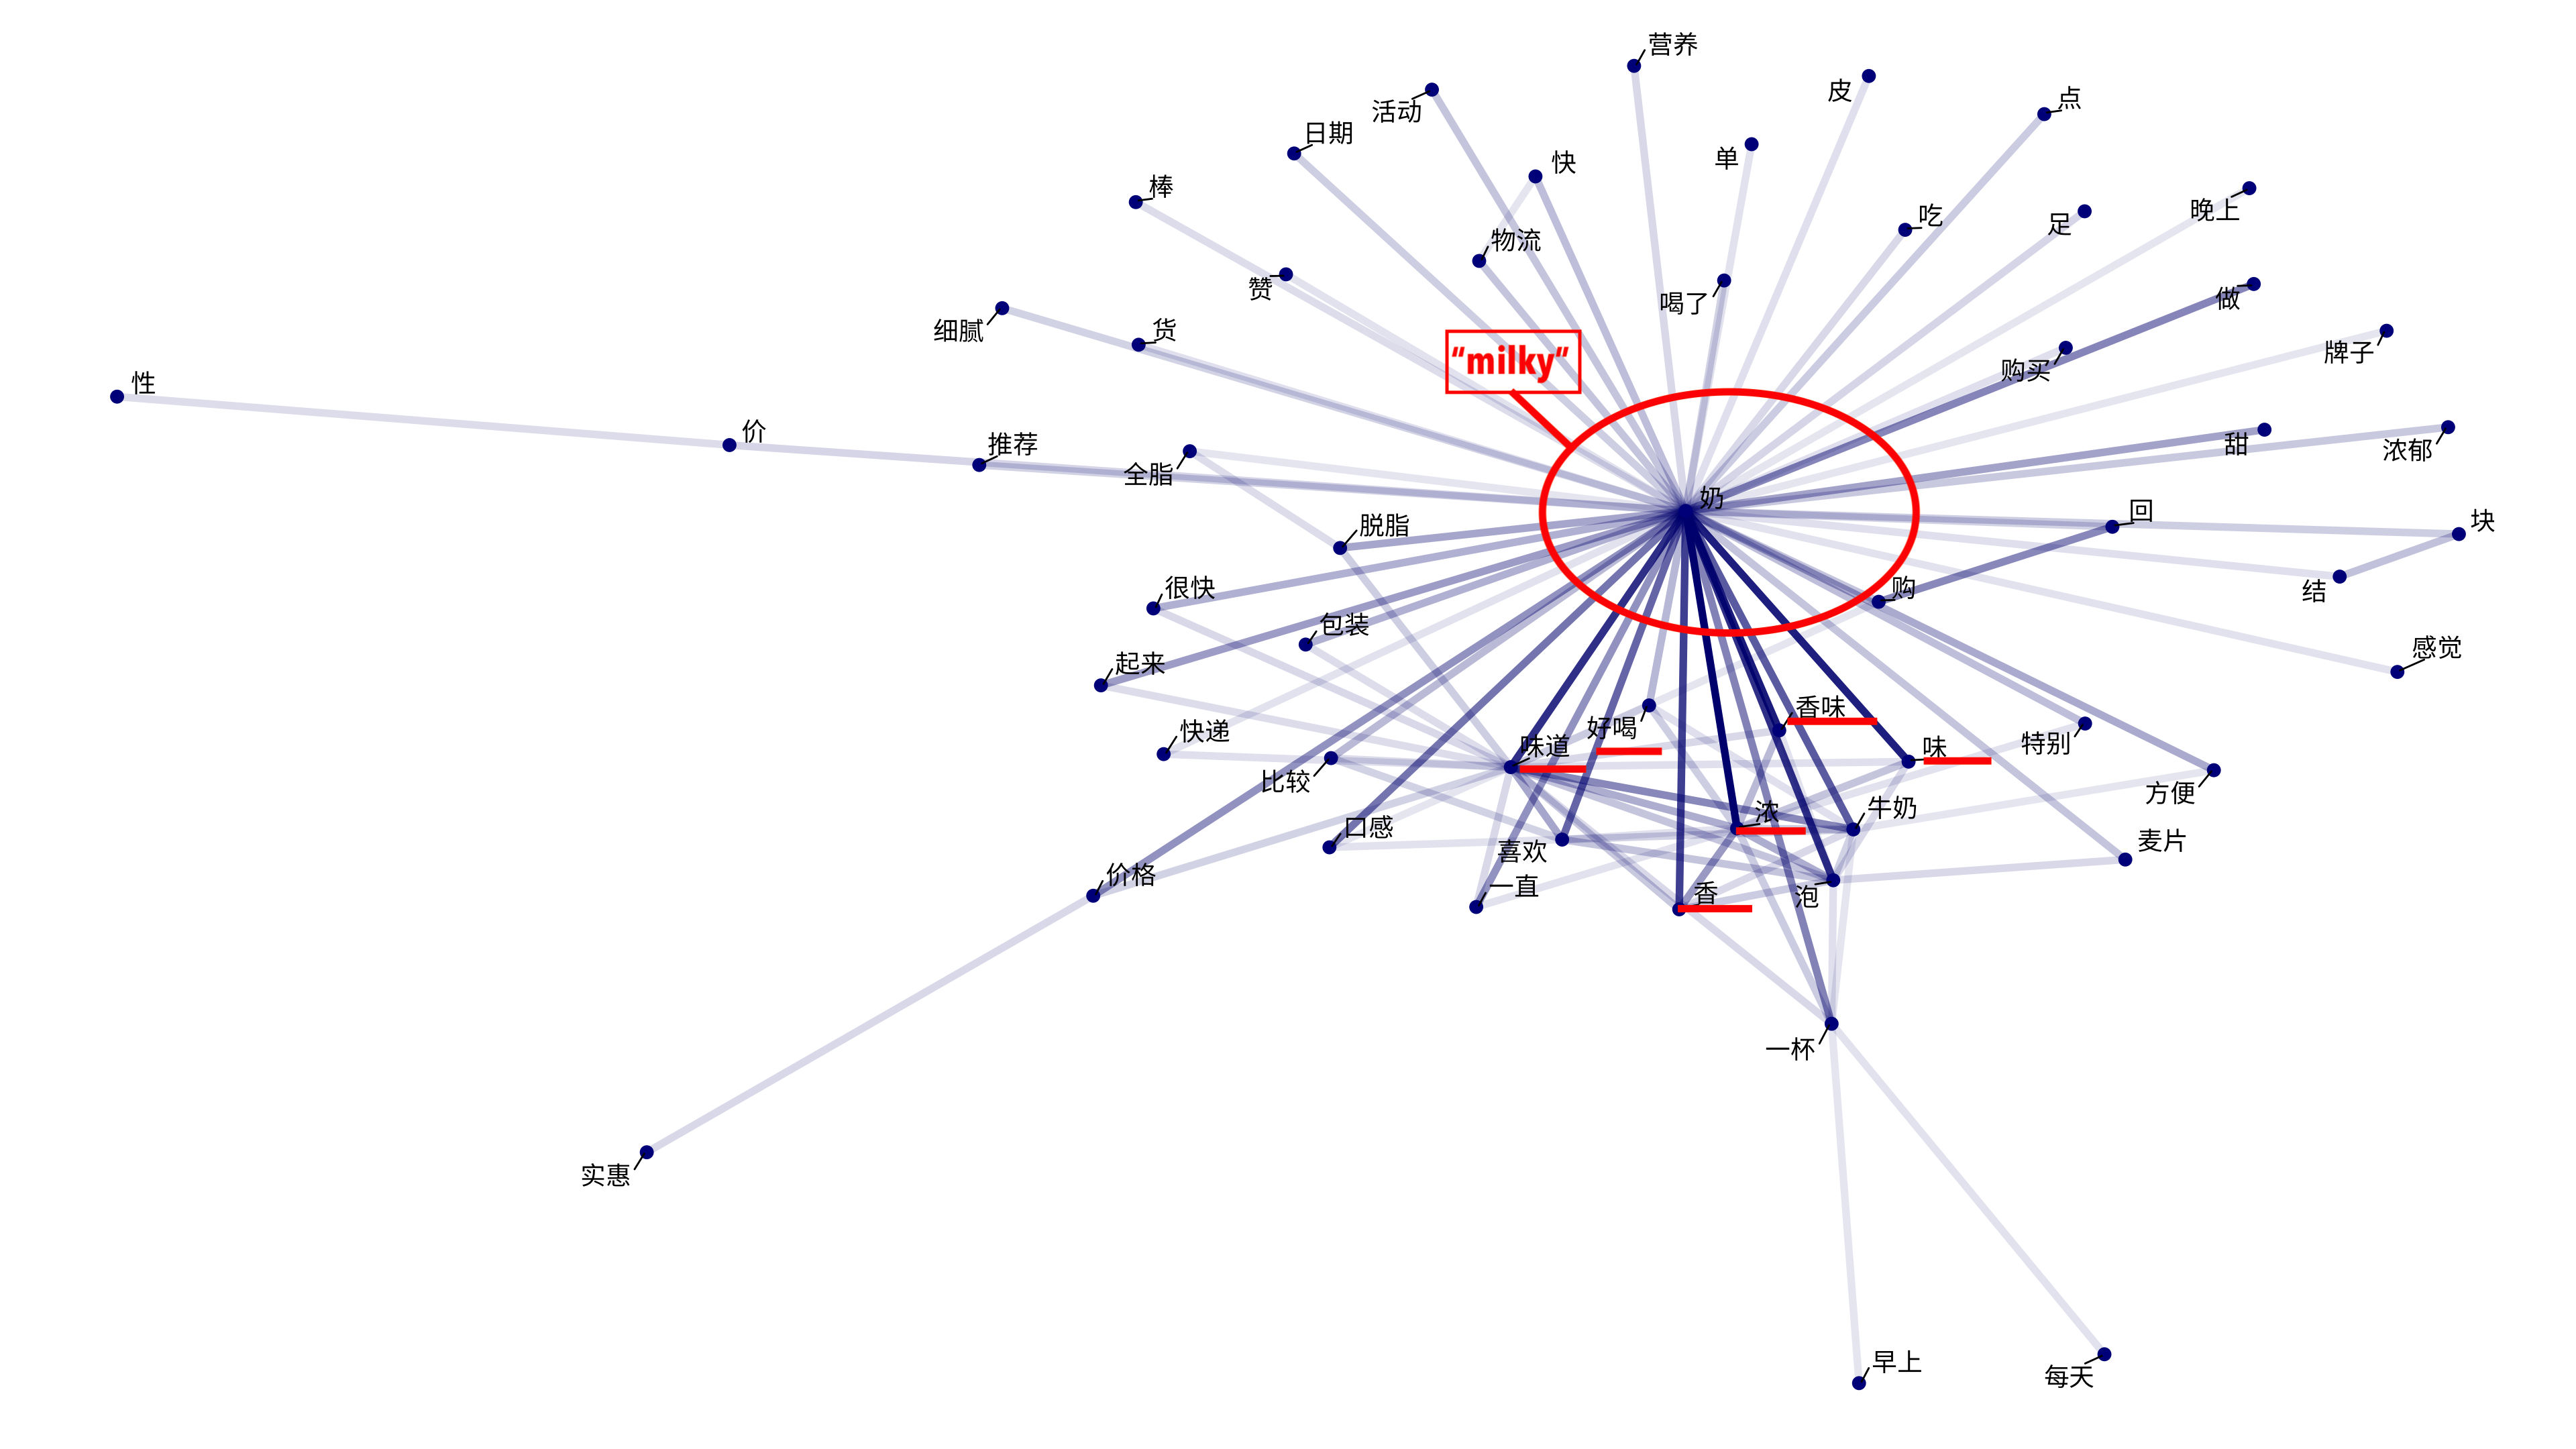 营养
皮
点
活动
日期
快
单
棒
晚上
吃
足
物流
赞
喝了
做
细腻
货
“milky”
购买
牌子
性
价
推荐
全脂
甜
浓郁
奶
回
块
脱脂
很快
购
结
包装
起来
感觉
香味
快递
好喝
味道
味
特别
比较
方便
浓
牛奶
口感
麦片
喜欢
价格
一直
香
泡
一杯
实惠
早上
每天